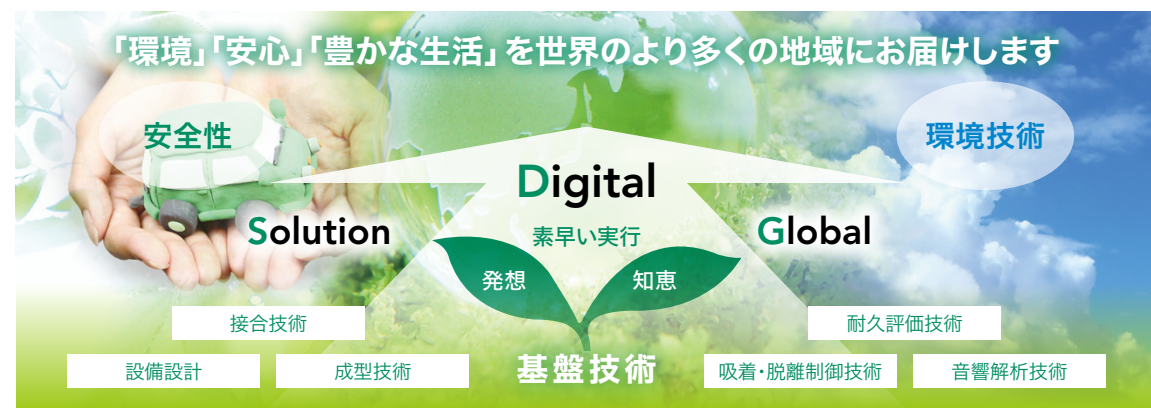 「環境」「安心」「豊かな生活」を世界のより多くの地域にお届けします
安全性
環境技術
Digital
Solution
素早い実行
Global
発想
知恵
接合技術
耐久評価技術
設備設計
成型技術
基盤技術
吸着・脱離制御技術
音響解析技術